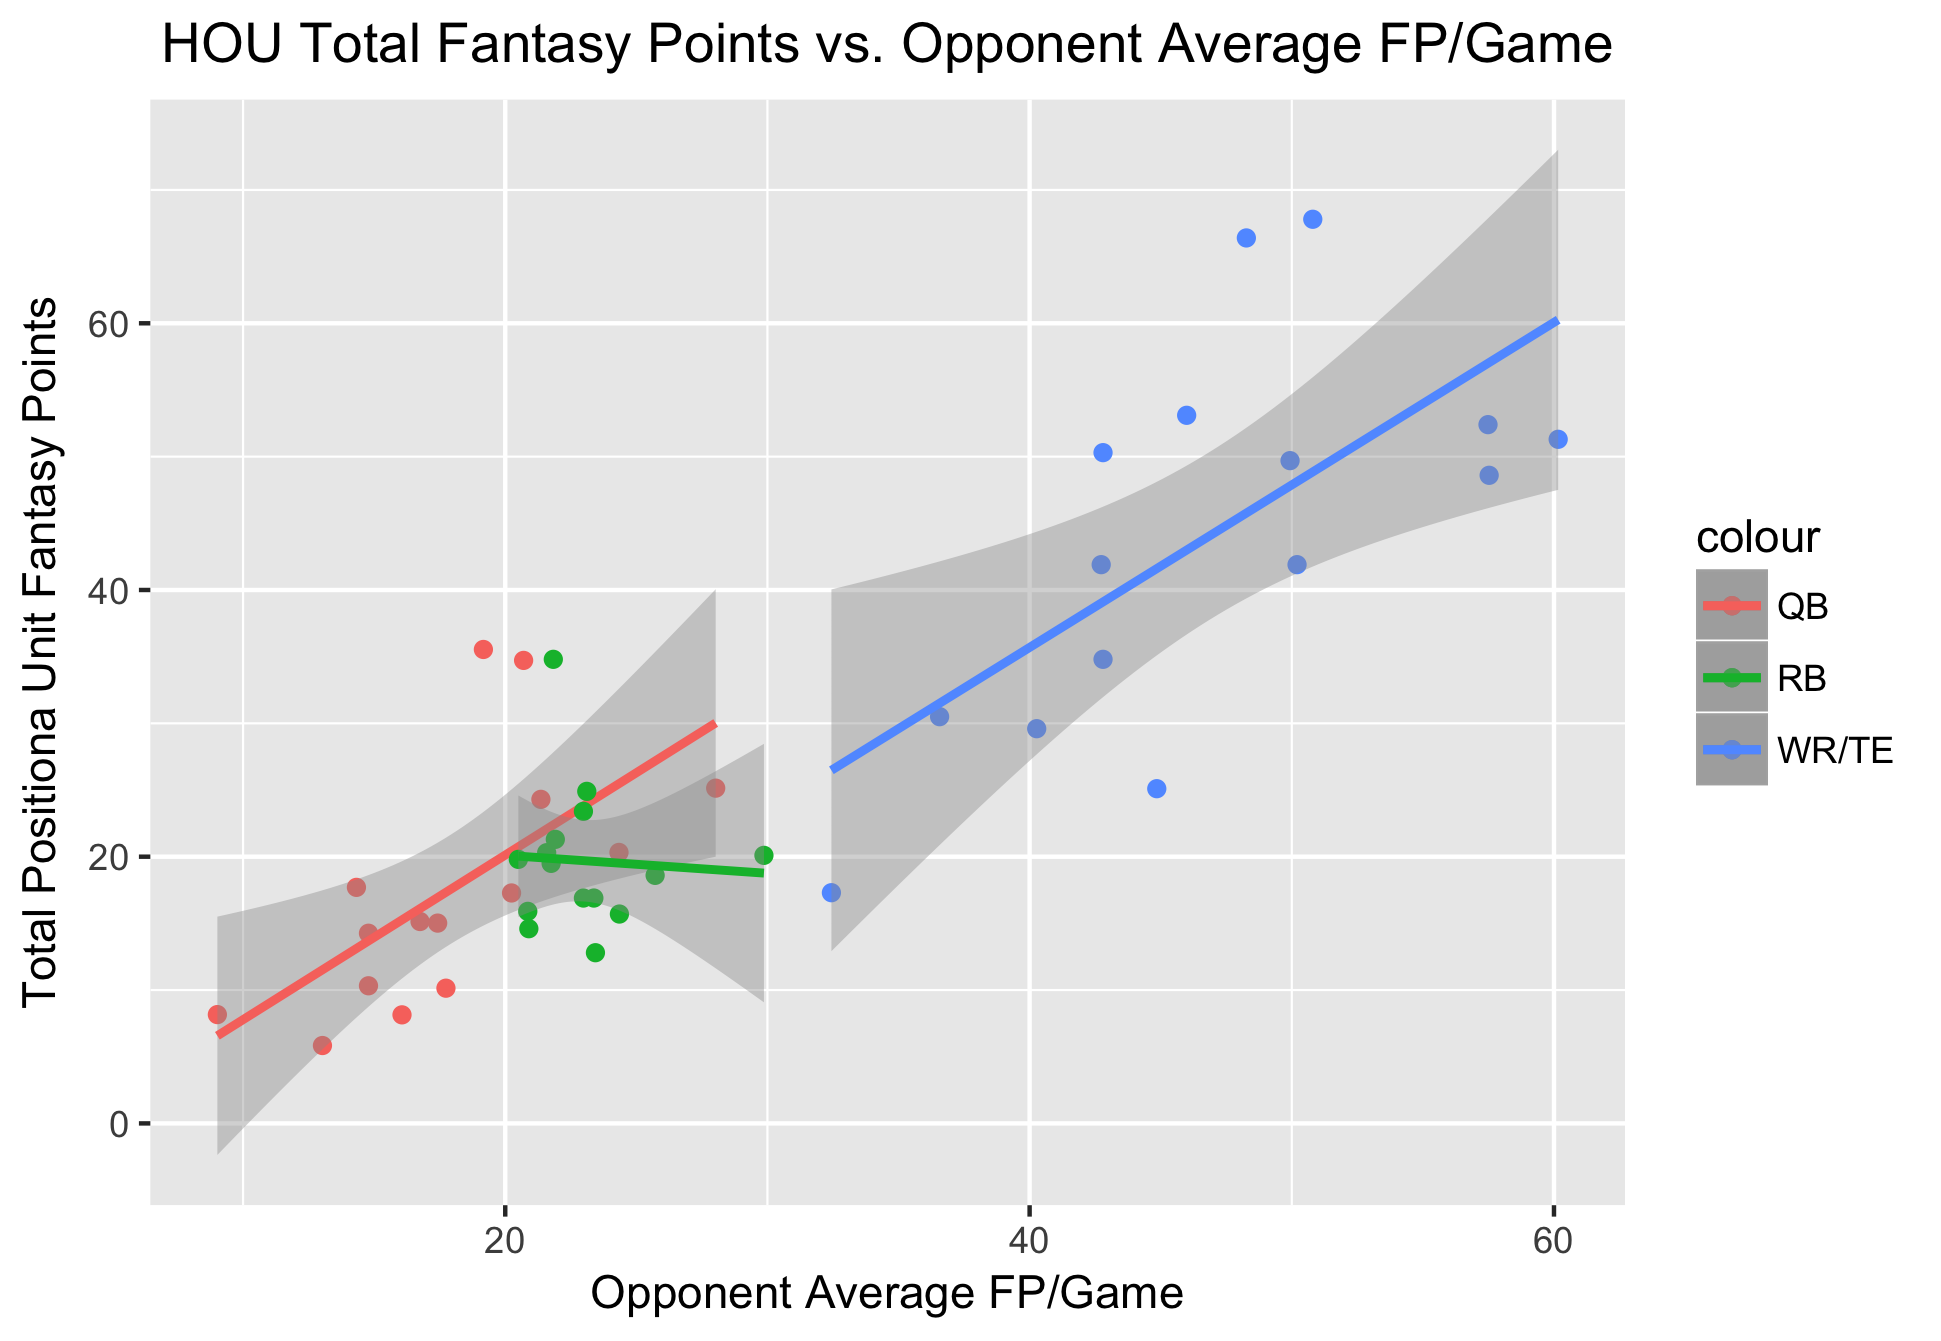 HOU Total Fantasy Points vs. Opponent Average FP/Game
Total Positiona Unit Fantasy Points
60
40
20
0
20
40
60
Opponent Average FP/Game
colour
QB
RB
WR/TE